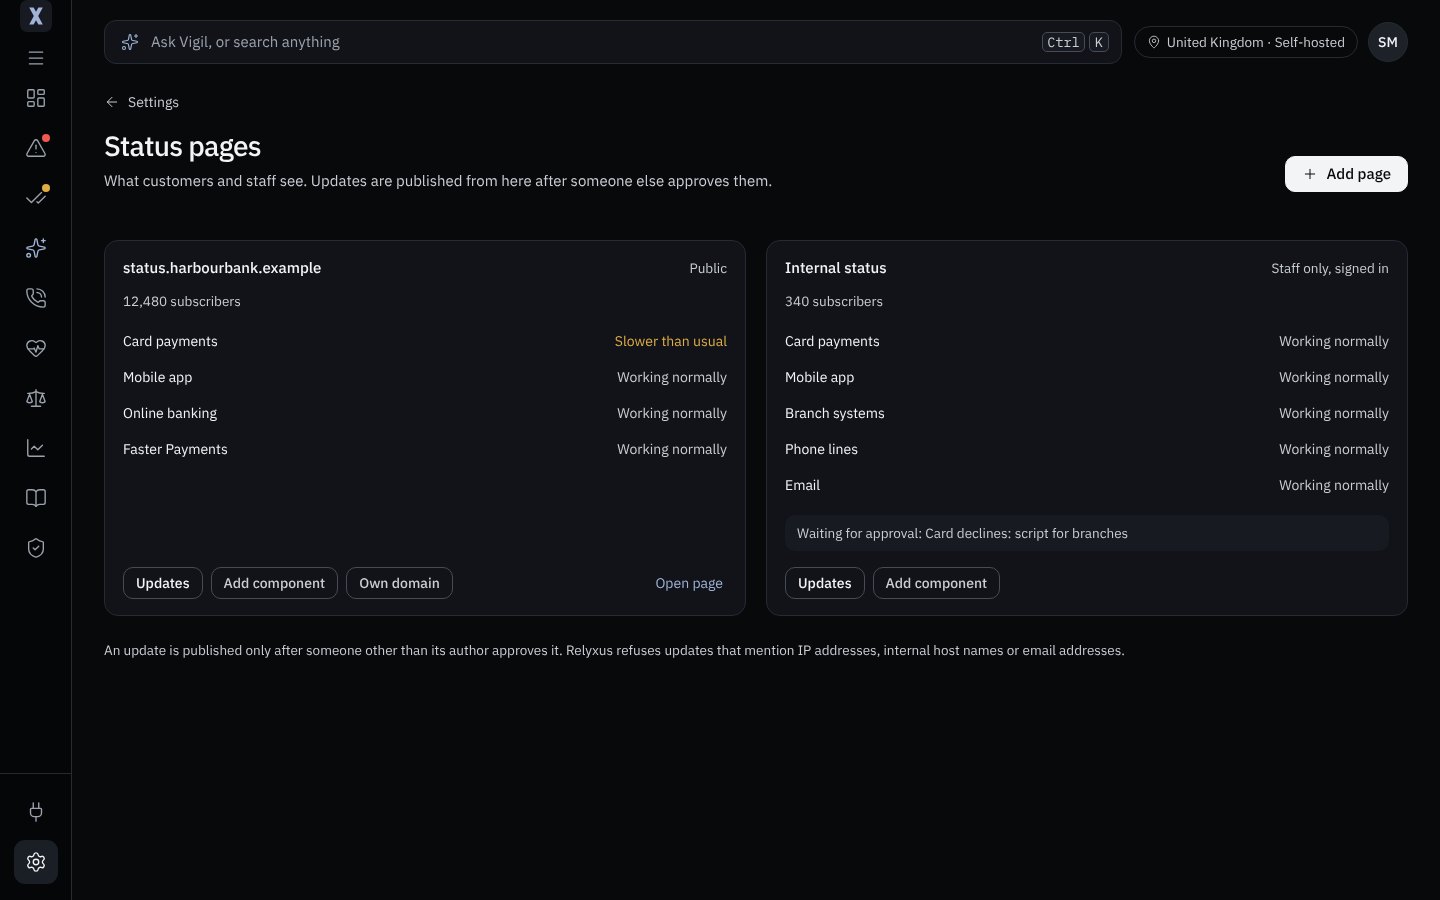 X
Ask Vigil, or search anything
Ctrl K
United Kingdom · Self-hosted
SM
Settings
Status pages
What customers and staff see. Updates are published from here after someone else approves them.
Add page
status.harbourbank.example
Public
12,480 subscribers
Card payments
Slower than usual
Mobile app
Working normally
Online banking
Working normally
Faster Payments
Working normally
Updates
Add component
Own domain
Open page
Internal status
Staff only, signed in
340 subscribers
Card payments
Working normally
Mobile app
Working normally
Branch systems
Working normally
Phone lines
Working normally
Email
Working normally
Waiting for approval: Card declines: script for branches
Updates
Add component
An update is published only after someone other than its author approves it. Relyxus refuses updates that mention IP addresses, internal host names or email addresses.